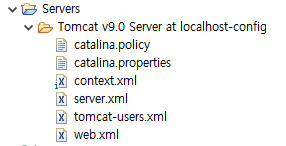 Servers
Tomcat v9.0 Server at localhost-config
catalina.policy
catalina.properties
context.xml
server.xml
tomcat-users.xml
web.xml